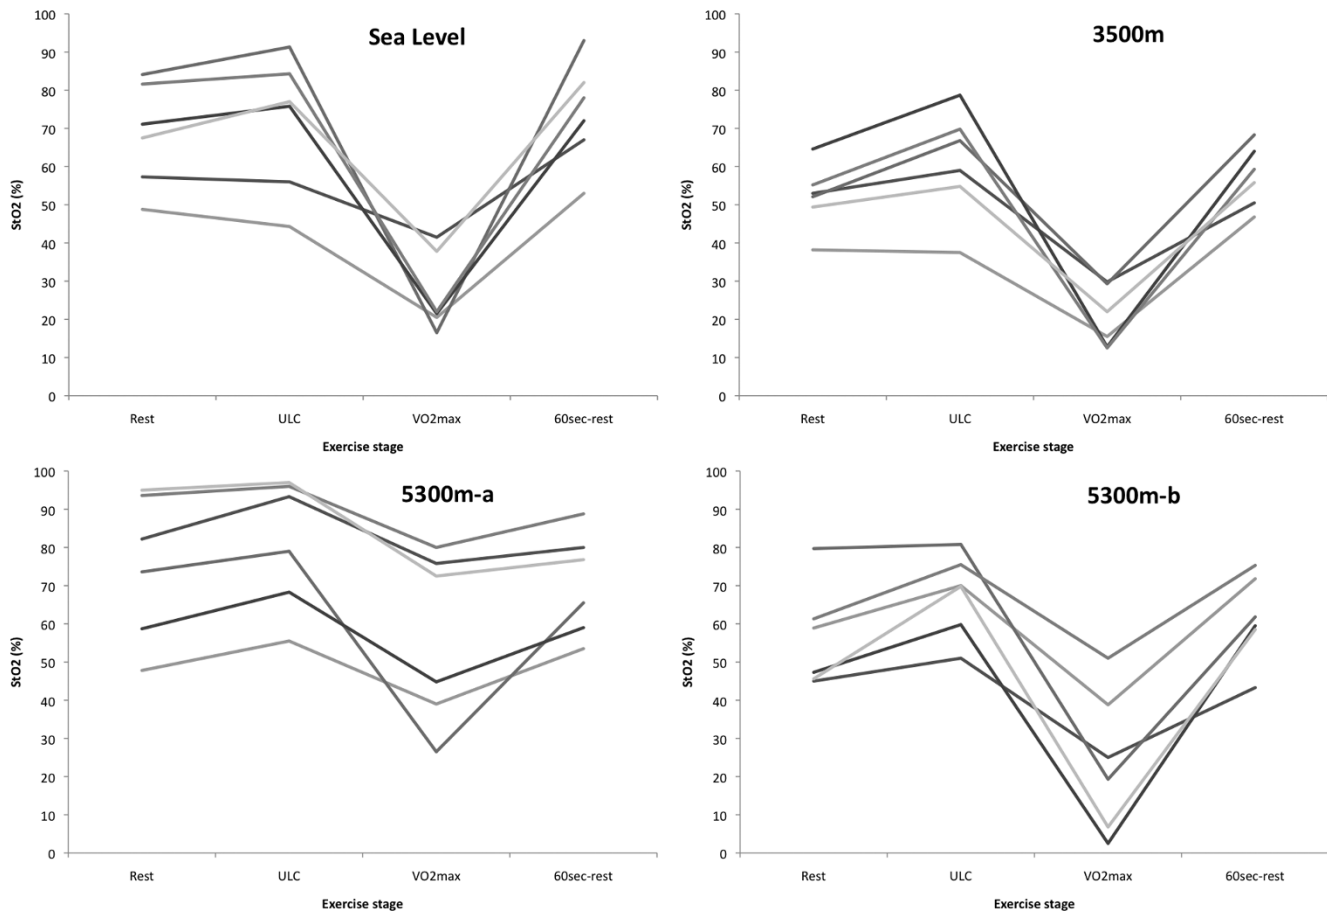 Sea Level
StO2 (%)
100
90
80
70
60
50
40
30
20
10
0
Rest ULC VO2max 60sec-rest
Exercise stage
3500m
StO2 (%)
100
90
80
70
60
50
40
30
20
10
0
Rest ULC VO2max 60sec-rest
Exercise stage
5300m-a
StO2 (%)
100
90
80
70
60
50
40
30
20
10
0
Rest ULC VO2max 60sec-rest
Exercise stage
5300m-b
StO2 (%)
100
90
80
70
60
50
40
30
20
10
0
Rest ULC VO2max 60sec-rest
Exercise stage